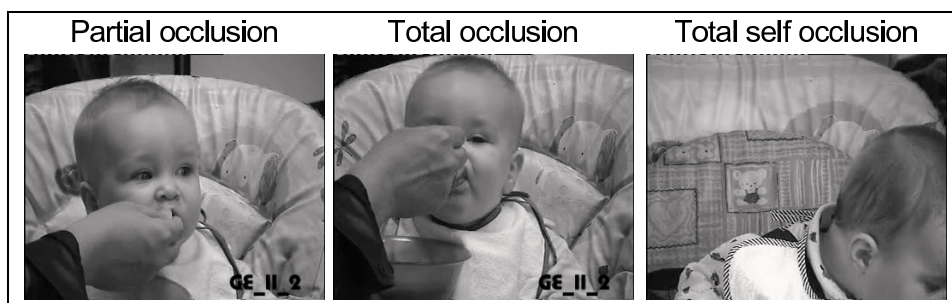 Partial occlusion
Total occlusion
Total self occlusion
GE_II_2
GE_II_2